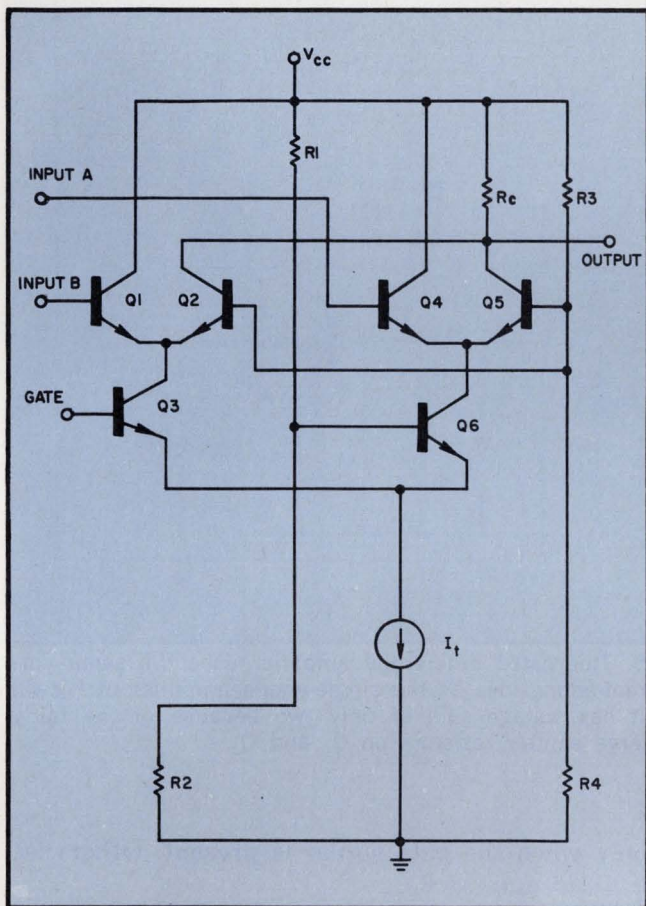 Vcc
R1
INPUT A
Rc
R3
OUTPUT
INPUT B
Q1
Q2
Q4
Q5
GATE
Q3
Q6
It
R2
R4